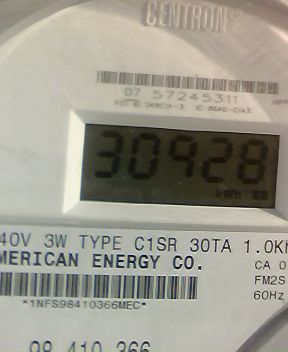 CENTRON®
07 57245311
30928
kWh
40V 3W TYPE C1SR 30TA 1.0K
MERICAN ENERGY CO.
CA 0
FM2S
60Hz
*1NFS98410366MEC*
98 410 366